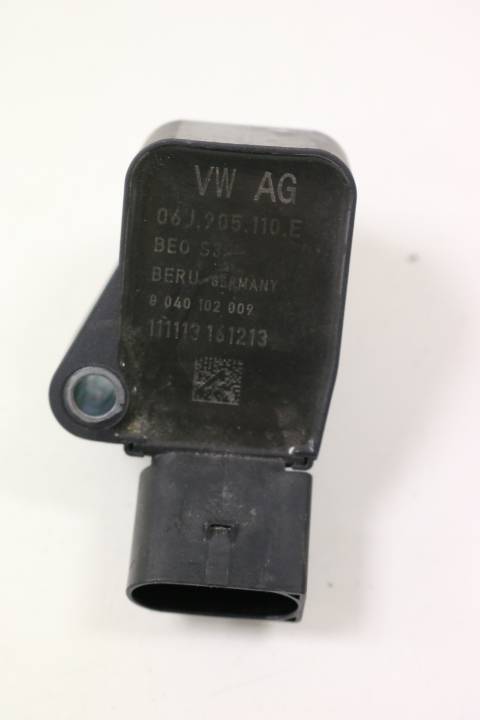 VW AG
06J.905.110.E
BEO
BERU GERMANY
0 040 102 009
111113 161213